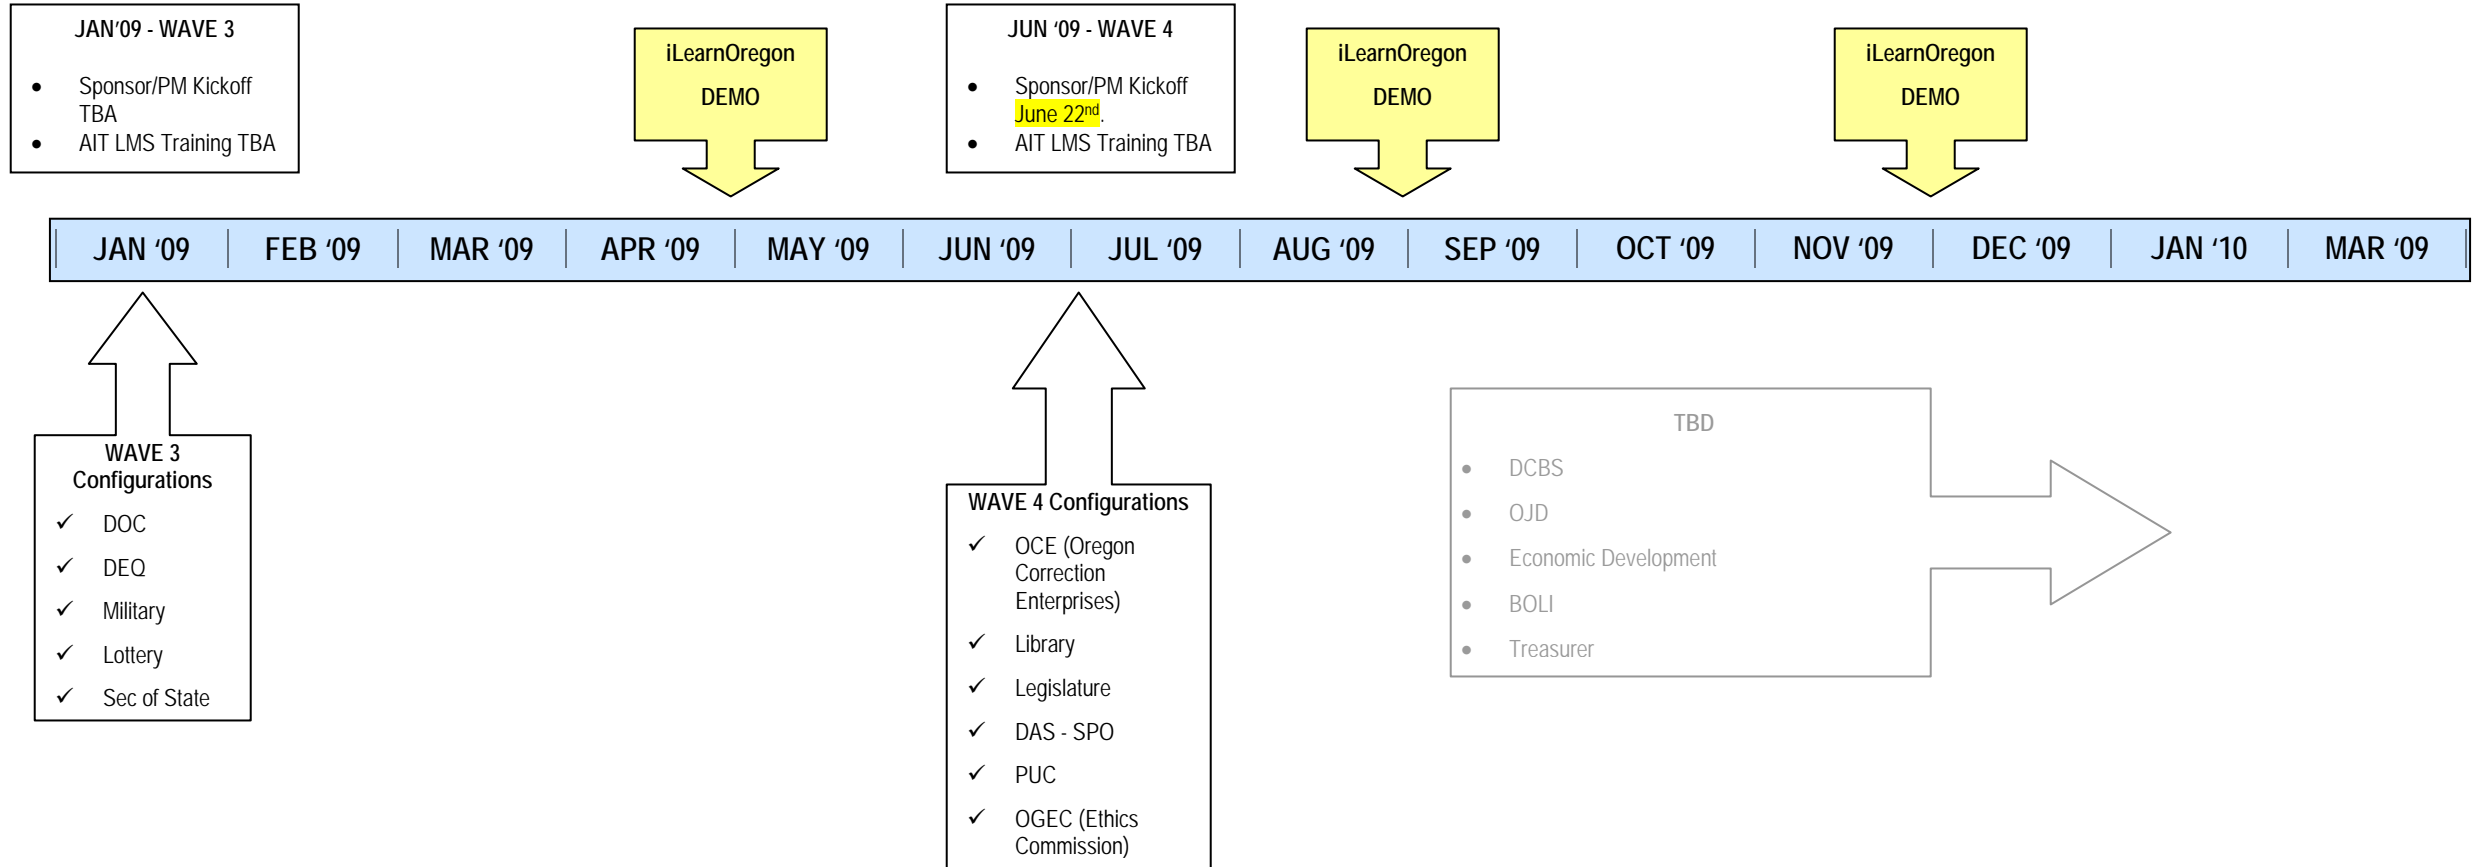 JAN'09 - WAVE 3
• Sponsor/PM Kickoff
TBA
• AIT LMS Training TBA
iLearnOregon
DEMO
JUN ‘09 - WAVE 4
• Sponsor/PM Kickoff
June 22nd.
• AIT LMS Training TBA
iLearnOregon
DEMO
iLearnOregon
DEMO
JAN ‘09 FEB ‘09 MAR ‘09 APR ‘09 MAY ‘09 JUN ‘09 JUL ‘09 AUG ‘09 SEP ‘09 OCT ‘09 NOV ‘09 DEC ‘09 JAN ‘10 MAR ‘09
WAVE 3
Configurations
✓ DOC
✓ DEQ
✓ Military
✓ Lottery
✓ Sec of State
WAVE 4 Configurations
✓ OCE (Oregon
Correction
Enterprises)
✓ Library
✓ Legislature
✓ DAS - SPO
✓ PUC
✓ OGEC (Ethics
Commission)
TBD
• DCBS
• OJD
• Economic Development
• BOLI
• Treasurer